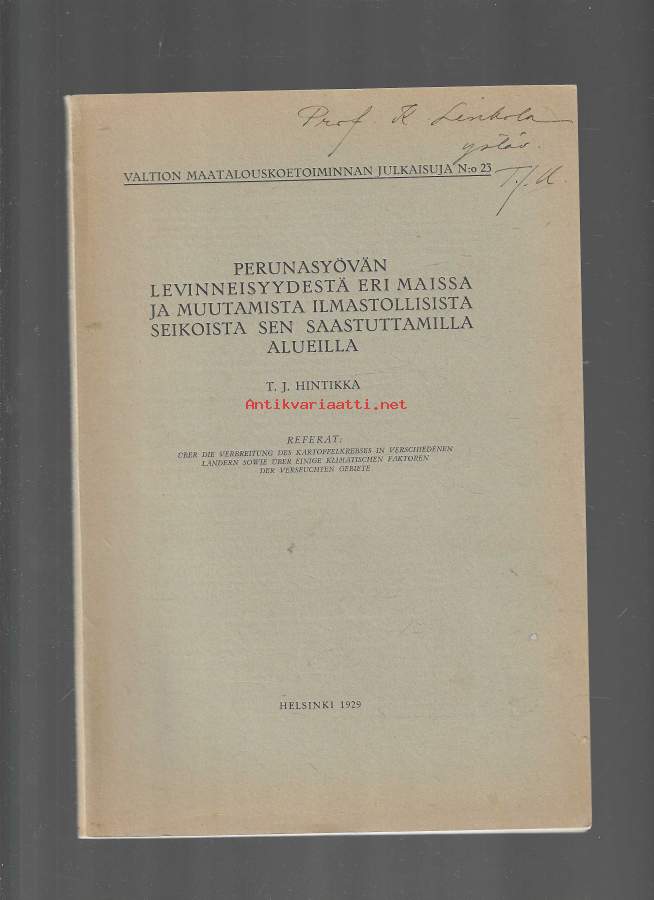 Prof. K Linkola
ystäv.
T.J.H.
VALTION MAATALOUSKOETOIMINNAN JULKAISUJA N:o 23
PERUNASYÖVÄN
LEVINNEISYYDESTÄ ERI MAISSA
JA MUUTAMISTA ILMASTOLLISISTA
SEIKOISTA SEN SAASTUTTAMILLA
ALUEILLA
T. J. HINTIKKA
Antikvariaatti.net
REFERAT:
ÜBER DIE VERBREITUNG DES KARTOFFELKREBSES IN VERSCHIEDENEN
LÄNDERN SOWIE ÜBER EINIGE KLIMATISCHEN FAKTOREN
DER VERSEUCHTEN GEBIETE
HELSINKI 1929